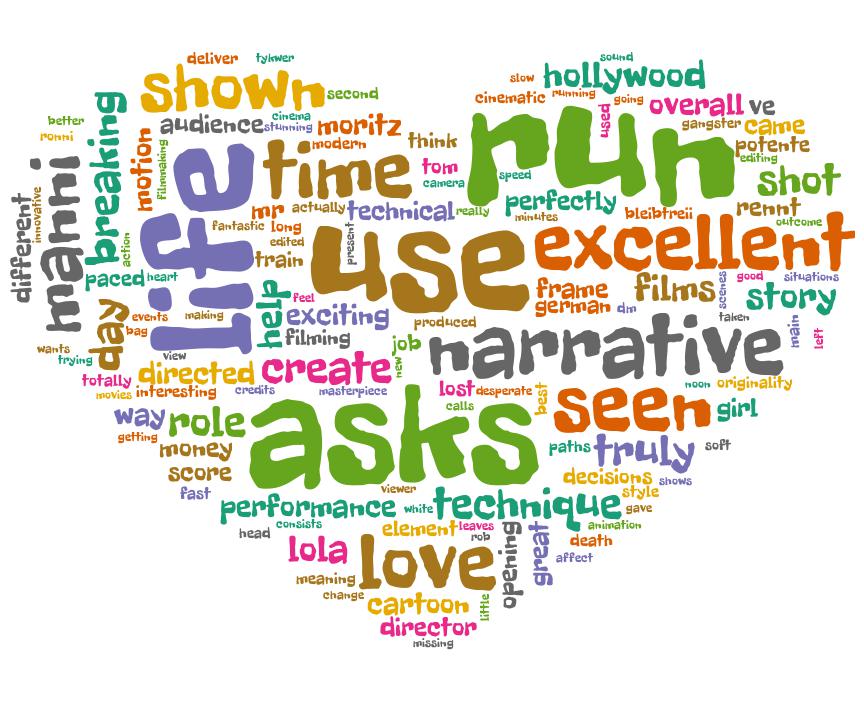 deliver
tykwer
sound
slow
hollywood
shown
second
cinematic
running
going
used
overall
ve
better
ronni
breaking
audience
cinema
stunning
moritz
modern
gangster
came
potente
editing
run
motion
filmmaking
life
time
think
tom
camera
speed
shot
manni
different
innovative
action
mr
actually
technical
really
perfectly
minutes
bleibtreii
rennt
outcome
fantastic
long
edited
train
present
use
excellent
paced
heart
help
feel
exciting
filming
frame
german
dm
films
scenes
good
situations
story
taken
main
left
day
events
bag
making
produced
wants
trying
view
job
new
narrative
totally
movies
directed
interesting
credits
create
masterpiece
lost
desperate
calls
best
noon
originality
seen
girl
way
getting
role
asks
money
score
fast
paths
truly
soft
decisions
shows
style
viewer
performance
white
technique
gave
consists
head
element
leaves
rob
animation
death
affect
opening
great
lola
love
meaning
change
cartoon
little
director
missing